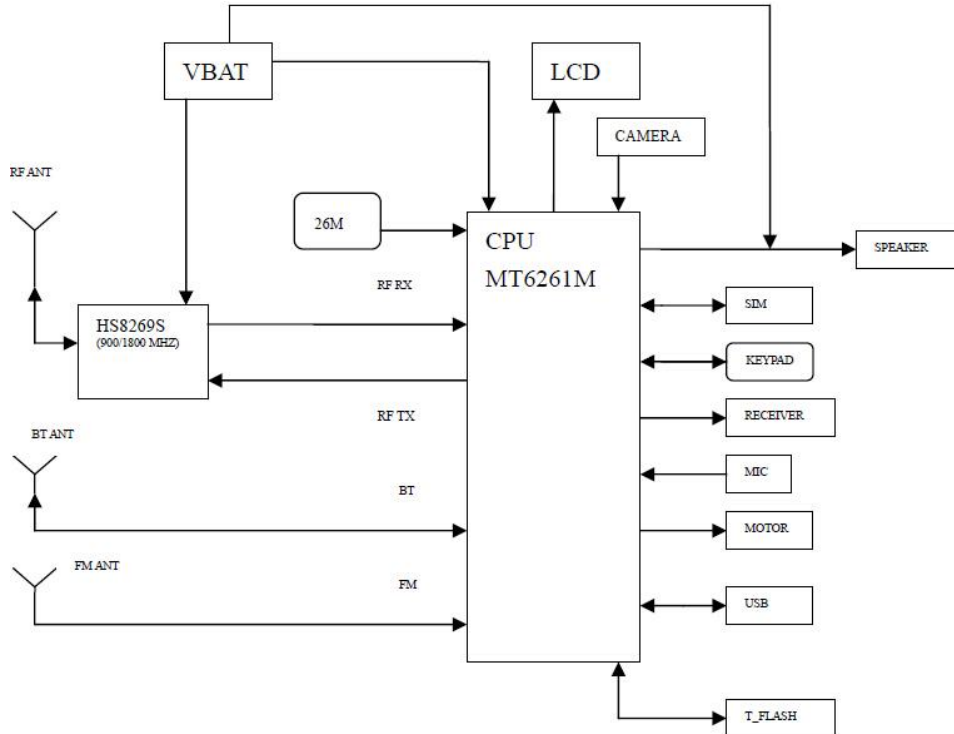 VBAT
LCD
CAMERA
RF ANT
26M
CPU
MT6261M
SPEAKER
RF RX
SIM
HS8269S
(900/1800 MHZ)
KEYPAD
RF TX
RECEIVER
BT ANT
MIC
BT
MOTOR
FM ANT
FM
USB
T_FLASH